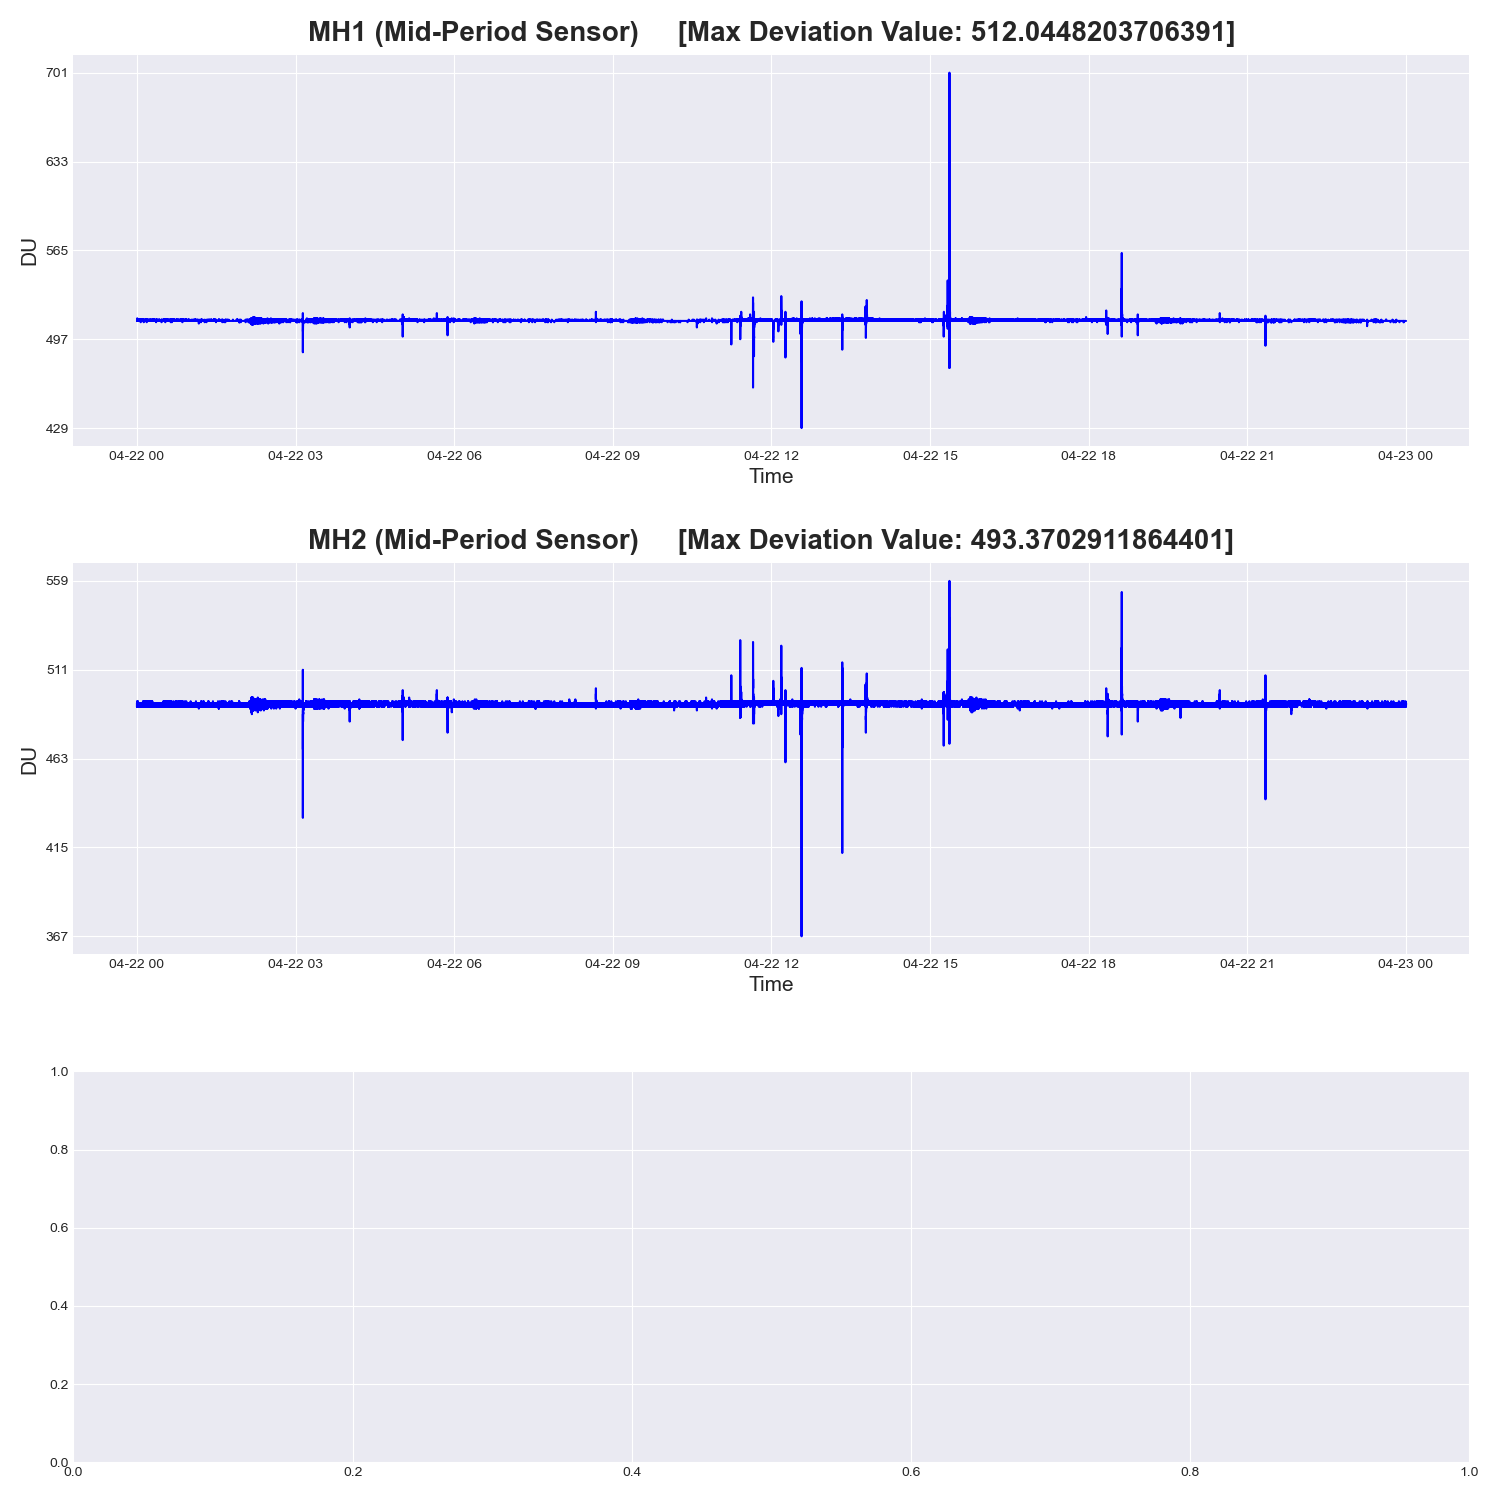 MH1 (Mid-Period Sensor) [Max Deviation Value: 512.0448203706391]
701
633
565
497
429
DU
04-22 00 04-22 03 04-22 06 04-22 09 04-22 12 04-22 15 04-22 18 04-22 21 04-23 00
Time
MH2 (Mid-Period Sensor) [Max Deviation Value: 493.3702911864401]
559
511
463
415
367
DU
04-22 00 04-22 03 04-22 06 04-22 09 04-22 12 04-22 15 04-22 18 04-22 21 04-23 00
Time
1.0
0.8
0.6
0.4
0.2
0.0
0.0 0.2 0.4 0.6 0.8 1.0